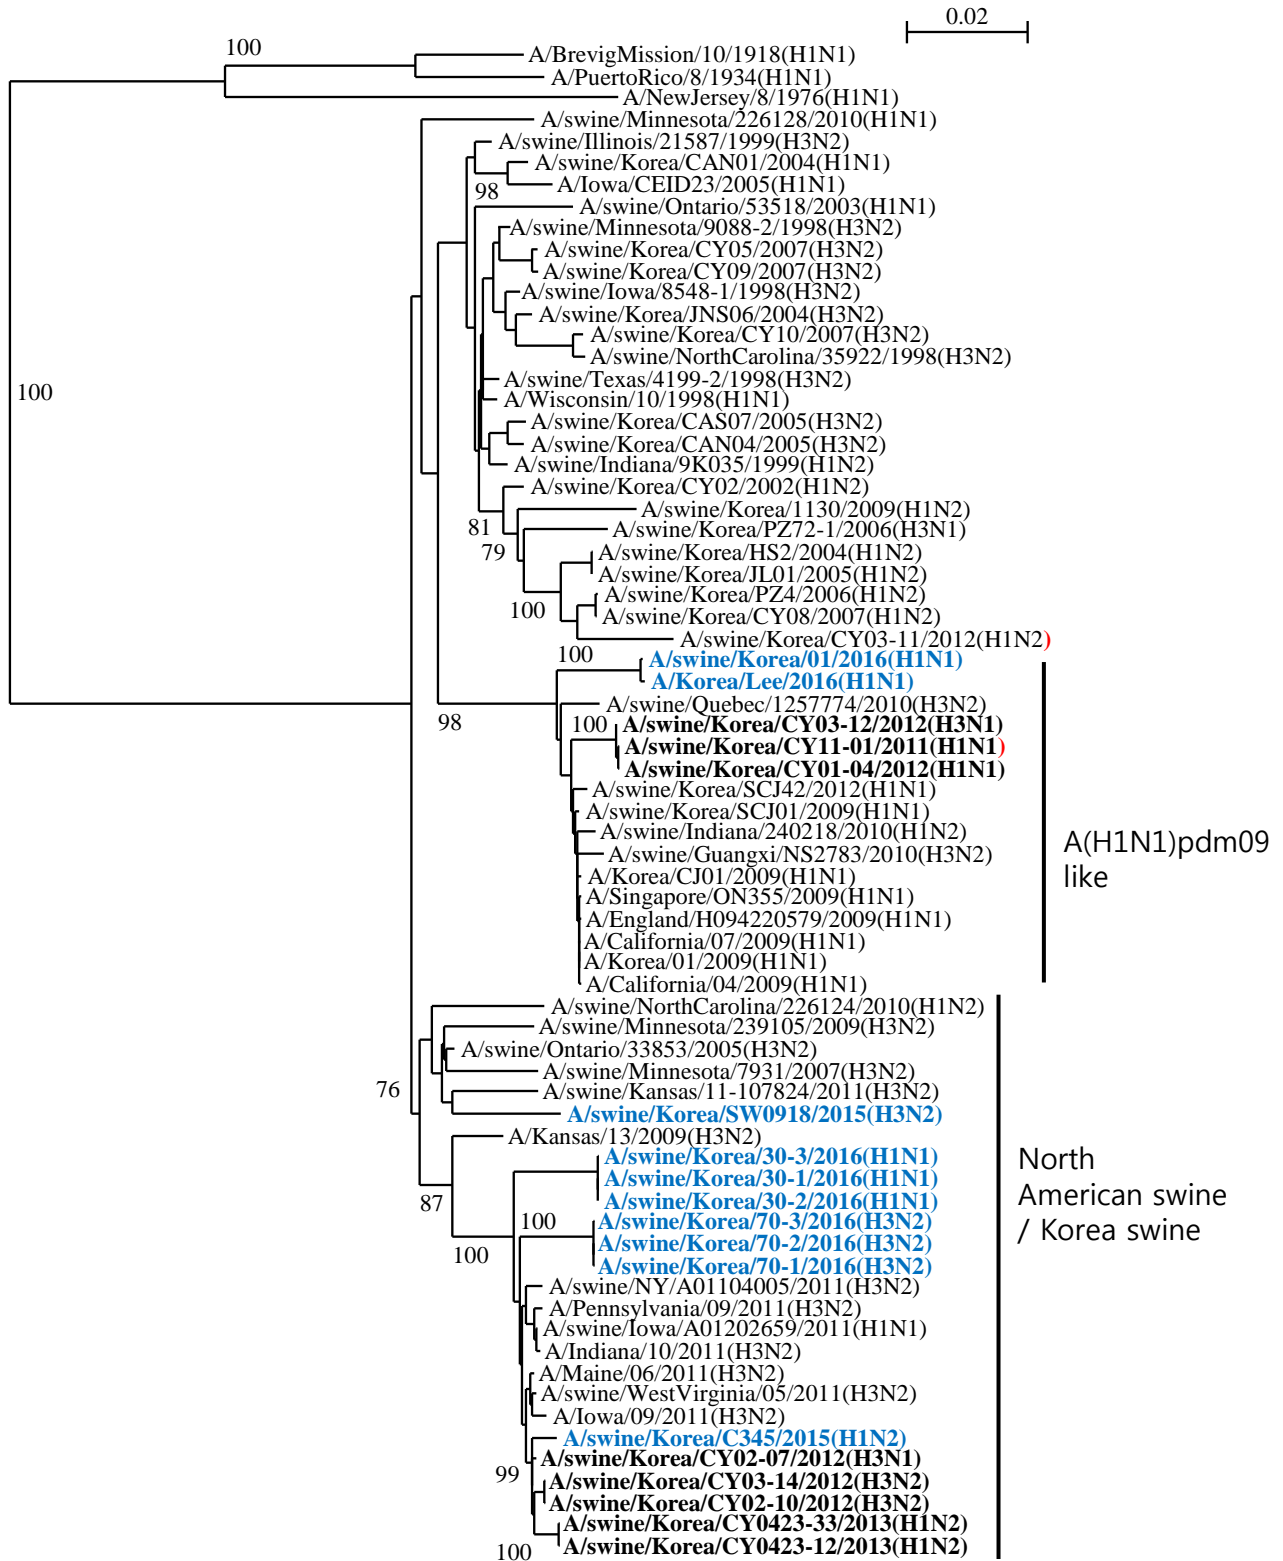 0.02
100
A/BrevigMission/10/1918(H1N1)
A/PuertoRico/8/1934(H1N1)
A/NewJersey/8/1976(H1N1)
A/swine/Minnesota/226128/2010(H1N1)
A/swine/Illinois/21587/1999(H3N2)
A/swine/Korea/CAN01/2004(H1N1)
98
A/Iowa/CEID23/2005(H1N1)
A/swine/Ontario/53518/2003(H1N1)
A/swine/Minnesota/9088-2/1998(H3N2)
A/swine/Korea/CY05/2007(H3N2)
A/swine/Korea/CY09/2007(H3N2)
A/swine/Iowa/8548-1/1998(H3N2)
A/swine/Korea/JNS06/2004(H3N2)
A/swine/Korea/CY10/2007(H3N2)
A/swine/NorthCarolina/35922/1998(H3N2)
A/swine/Texas/4199-2/1998(H3N2)
100
A/Wisconsin/10/1998(H1N1)
A/swine/Korea/CAS07/2005(H3N2)
A/swine/Korea/CAN04/2005(H3N2)
A/swine/Indiana/9K035/1999(H1N2)
A/swine/Korea/CY02/2002(H1N2)
A/swine/Korea/1130/2009(H1N2)
81
A/swine/Korea/PZ72-1/2006(H3N1)
79
A/swine/Korea/HS2/2004(H1N2)
A/swine/Korea/JL01/2005(H1N2)
A/swine/Korea/PZ4/2006(H1N2)
100
A/swine/Korea/CY08/2007(H1N2)
A/swine/Korea/CY03-11/2012(H1N2)
100
A/swine/Korea/01/2016(H1N1)
A/Korea/Lee/2016(H1N1)
A/swine/Quebec/1257774/2010(H3N2)
98
100
A/swine/Korea/CY03-12/2012(H3N1)
A/swine/Korea/CY11-01/2011(H1N1)
A/swine/Korea/CY01-04/2012(H1N1)
A/swine/Korea/SCJ42/2012(H1N1)
A/swine/Korea/SCJ01/2009(H1N1)
A/swine/Indiana/240218/2010(H1N2)
A/swine/Guangxi/NS2783/2010(H3N2)
A/Korea/CJ01/2009(H1N1)
A/Singapore/ON355/2009(H1N1)
A/England/H094220579/2009(H1N1)
A/California/07/2009(H1N1)
A/Korea/01/2009(H1N1)
A/California/04/2009(H1N1)
A(H1N1)pdm09
like
A/swine/NorthCarolina/226124/2010(H1N2)
A/swine/Minnesota/239105/2009(H3N2)
A/swine/Ontario/33853/2005(H3N2)
A/swine/Minnesota/7931/2007(H3N2)
76
A/swine/Kansas/11-107824/2011(H3N2)
A/swine/Korea/SW0918/2015(H3N2)
A/Kansas/13/2009(H3N2)
A/swine/Korea/30-3/2016(H1N1)
A/swine/Korea/30-1/2016(H1N1)
A/swine/Korea/30-2/2016(H1N1)
87
100
A/swine/Korea/70-3/2016(H3N2)
A/swine/Korea/70-2/2016(H3N2)
100
A/swine/Korea/70-1/2016(H3N2)
A/swine/NY/A01104005/2011(H3N2)
A/Pennsylvania/09/2011(H3N2)
A/swine/Iowa/A01202659/2011(H1N1)
A/Indiana/10/2011(H3N2)
A/Maine/06/2011(H3N2)
A/swine/WestVirginia/05/2011(H3N2)
A/Iowa/09/2011(H3N2)
A/swine/Korea/C345/2015(H1N2)
A/swine/Korea/CY02-07/2012(H3N1)
99
A/swine/Korea/CY03-14/2012(H3N2)
A/swine/Korea/CY02-10/2012(H3N2)
A/swine/Korea/CY0423-33/2013(H1N2)
100
A/swine/Korea/CY0423-12/2013(H1N2)
North
American swine
/ Korea swine